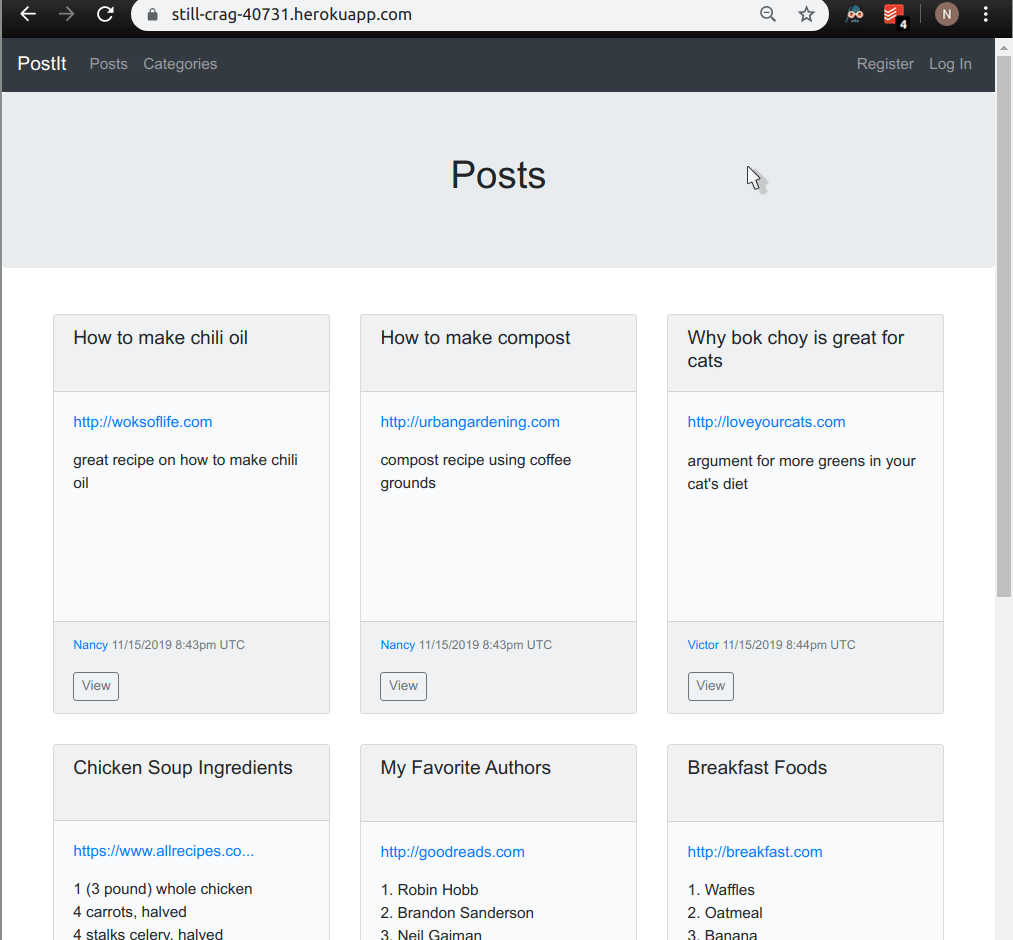 still-crag-40731.herokuapp.com
4
N
PostIt Posts Categories Register Log In
Posts
How to make chili oil
http://woksoflife.com
great recipe on how to make chili
oil
Nancy 11/15/2019 8:43pm UTC
View
How to make compost
http://urbangardening.com
compost recipe using coffee
grounds
Nancy 11/15/2019 8:43pm UTC
View
Why bok choy is great for
cats
http://loveyourcats.com
argument for more greens in your
cat's diet
Victor 11/15/2019 8:44pm UTC
View
Chicken Soup Ingredients
https://www.allrecipes.co...
1 (3 pound) whole chicken
4 carrots, halved
4 stalks celery, halved
My Favorite Authors
http://goodreads.com
1. Robin Hobb
2. Brandon Sanderson
3. Neil Gaiman
Breakfast Foods
http://breakfast.com
1. Waffles
2. Oatmeal
3. Banana